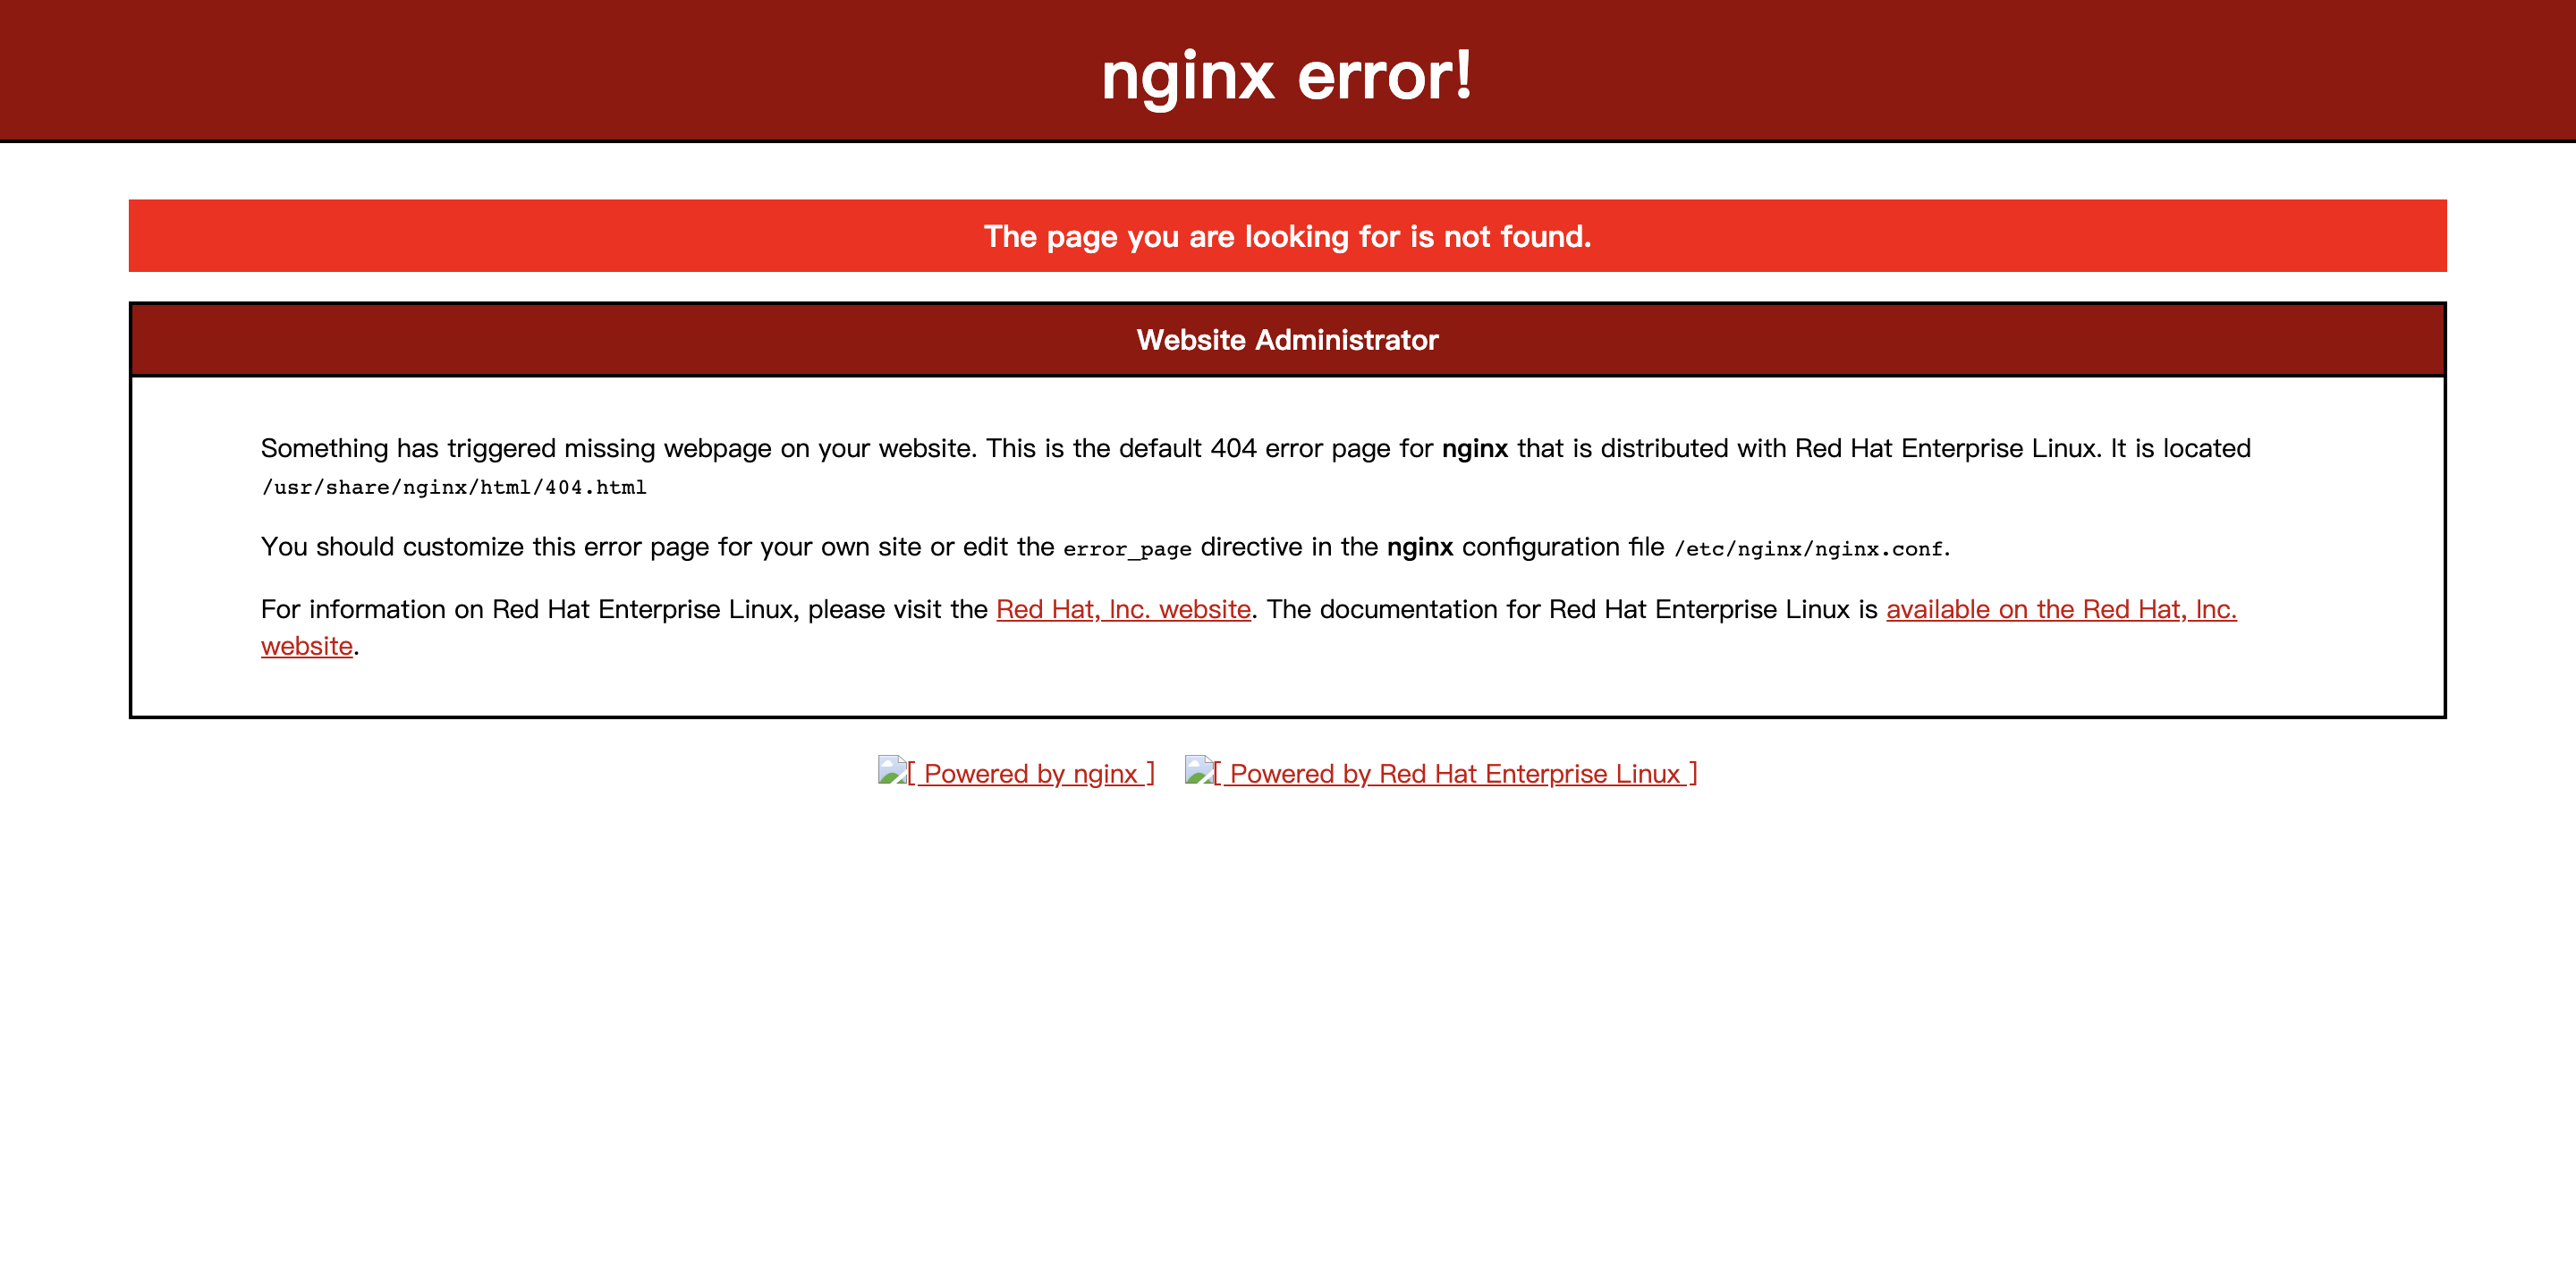 nginx error!
The page you are looking for is not found.
Website Administrator
Something has triggered missing webpage on your website. This is the default 404 error page for nginx that is distributed with Red Hat Enterprise Linux. It is located
/usr/share/nginx/html/404.html
You should customize this error page for your own site or edit the error_page directive in the nginx configuration file /etc/nginx/nginx.conf.
For information on Red Hat Enterprise Linux, please visit the Red Hat, Inc. website. The documentation for Red Hat Enterprise Linux is available on the Red Hat, Inc.
website.
[ Powered by nginx ] [ Powered by Red Hat Enterprise Linux ]